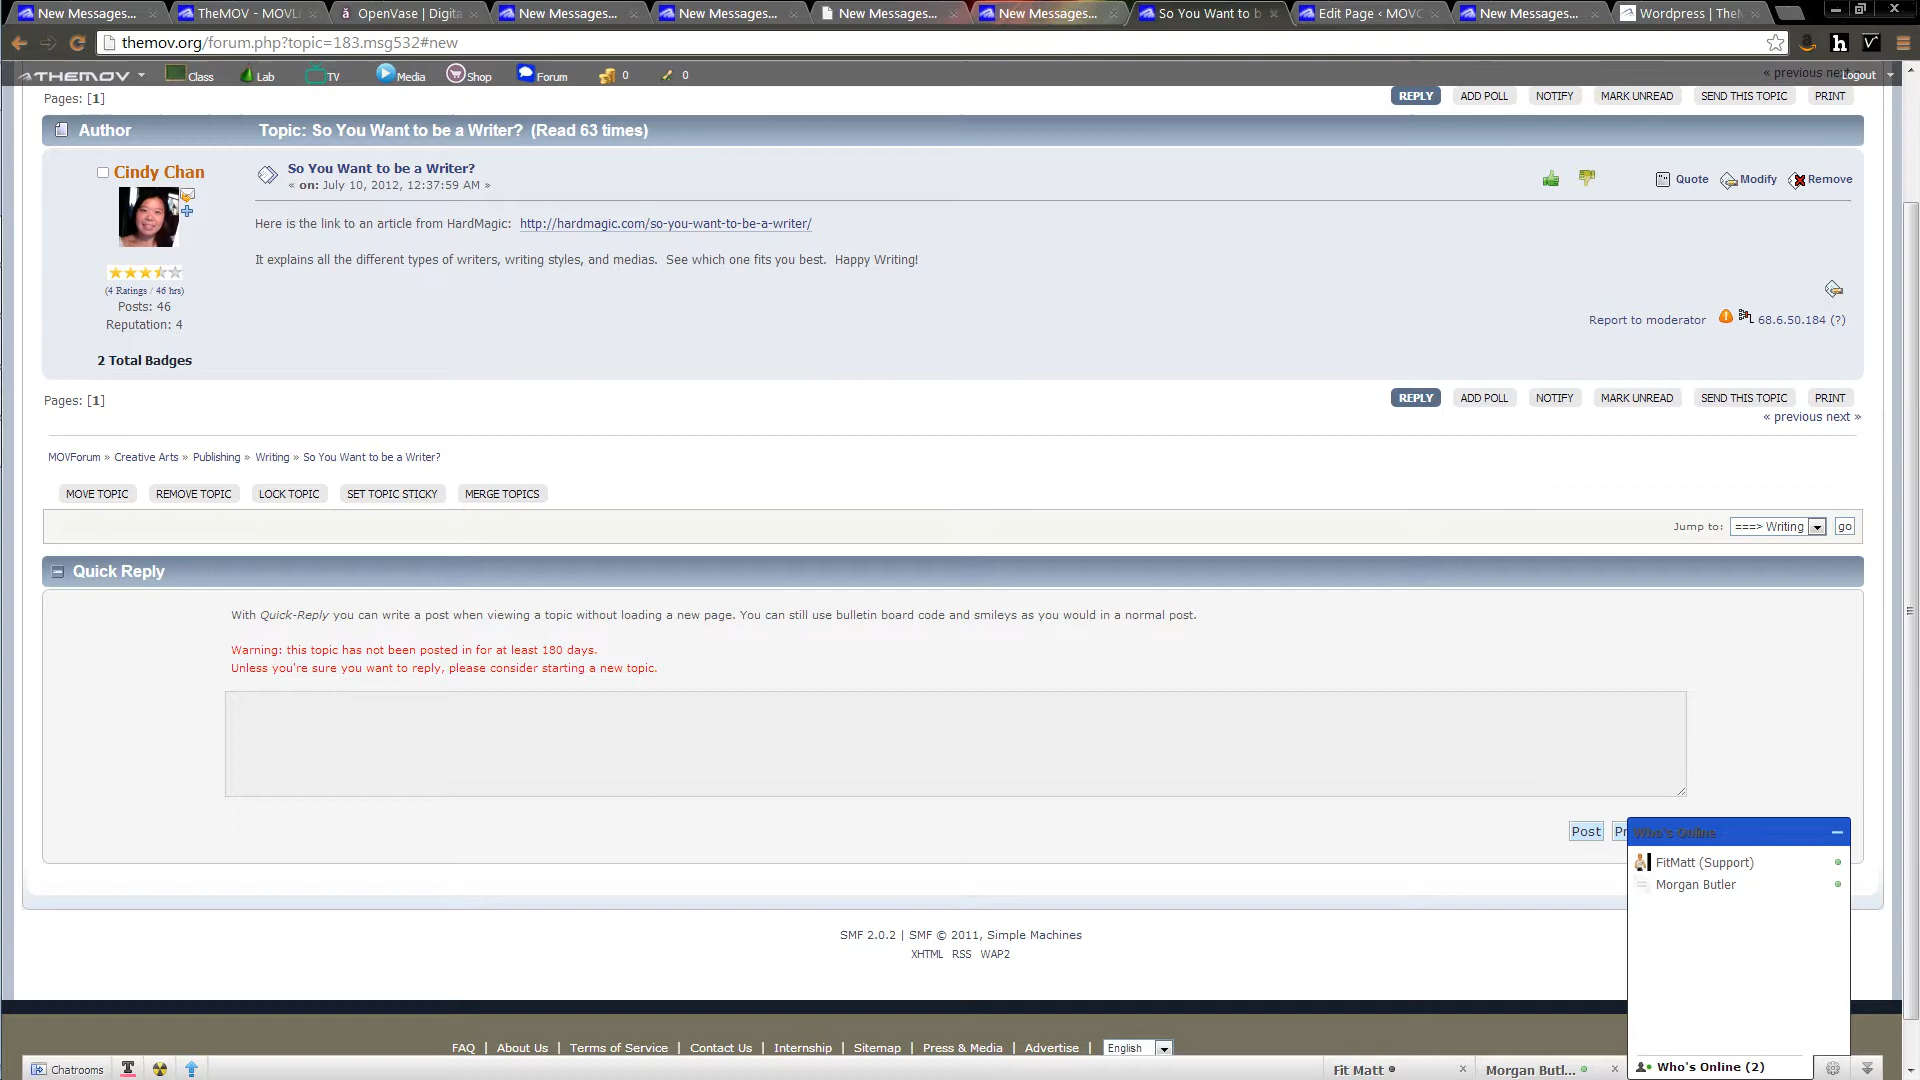 New Messages...
TheMOV - MOVL
OpenVase | Digita
New Messages...
New Messages...
New Messages...
New Messages...
So You Want to b
Edit Page ‹ MOVC
New Messages...
Wordpress | The
themov.org/forum.php?topic=183.msg532#new
THEMOV Class Lab TV Media Shop Forum 0 0 « previous Logout
Pages: [1] REPLY ADD POLL NOTIFY MARK UNREAD SEND THIS TOPIC PRINT
Author Topic: So You Want to be a Writer? (Read 63 times)
Cindy Chan
So You Want to be a Writer?
« on: July 10, 2012, 12:37:59 AM »
Quote Modify Remove
Here is the link to an article from HardMagic: http://hardmagic.com/so-you-want-to-be-a-writer/
It explains all the different types of writers, writing styles, and medias. See which one fits you best. Happy Writing!
(4 Ratings / 46 hrs)
Posts: 46
Reputation: 4
2 Total Badges
Report to moderator 68.6.50.184 (?)
Pages: [1] REPLY ADD POLL NOTIFY MARK UNREAD SEND THIS TOPIC PRINT
« previous next »
MOVForum » Creative Arts » Publishing » Writing » So You Want to be a Writer?
MOVE TOPIC REMOVE TOPIC LOCK TOPIC SET TOPIC STICKY MERGE TOPICS
Jump to: ===> Writing go
Quick Reply
With Quick-Reply you can write a post when viewing a topic without loading a new page. You can still use bulletin board code and smileys as you would in a normal post.
Warning: this topic has not been posted in for at least 180 days.
Unless you're sure you want to reply, please consider starting a new topic.
Post Pr
Who's Online
FitMatt (Support)
Morgan Butler
SMF 2.0.2 | SMF © 2011, Simple Machines
XHTML RSS WAP2
FAQ | About Us | Terms of Service | Contact Us | Internship | Sitemap | Press & Media | Advertise | English
Chatrooms Fit Matt Morgan Butl... Who's Online (2)